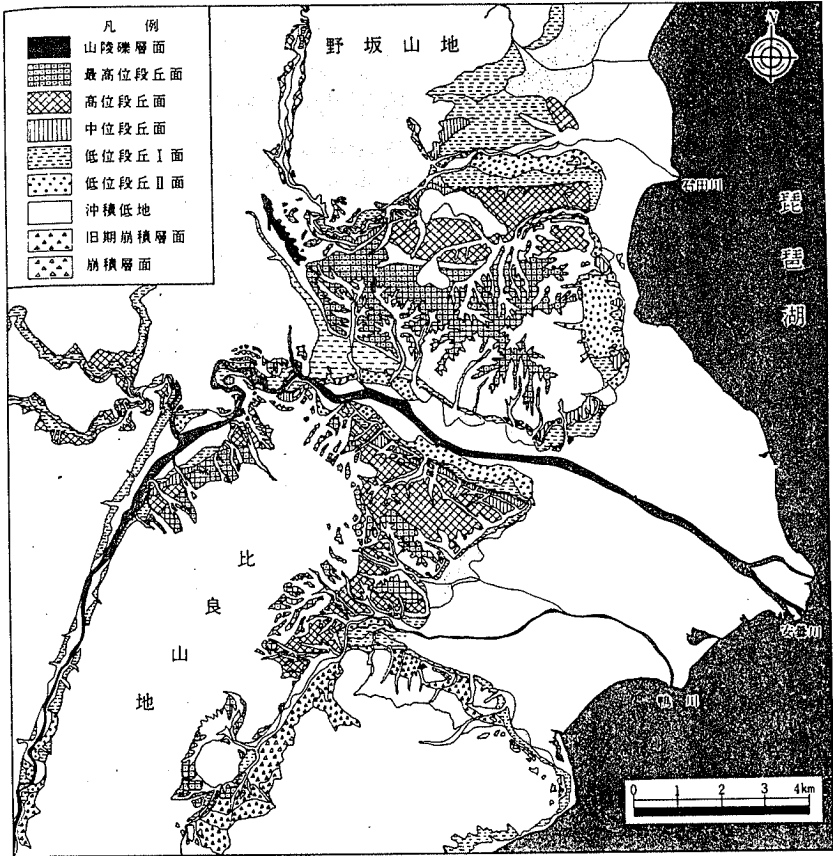 凡例
山陵礫層面
最高位段丘面
高位段丘面
中位段丘面
低位段丘Ⅰ面
低位段丘Ⅱ面
沖積低地
旧期崩積層面
崩積層面
野坂山地
N
石田川
琵琶湖
比良山地
安曇川
鴨川
0 1 2 3 4km